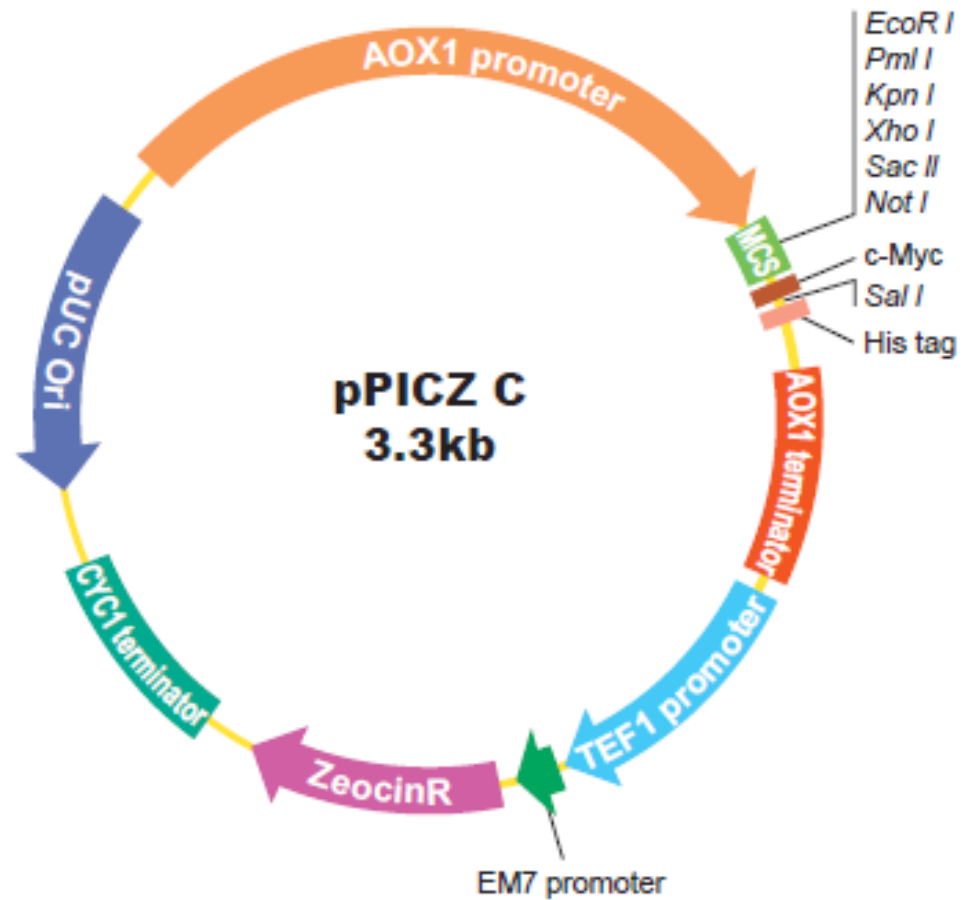 AOX1 promoter
EcoR I
Pml I
Kpn I
Xho I
Sac II
Not I
MCS
c-Myc
Sal I
His tag
pUC Ori
pPICZ C
3.3kb
AOX1 terminator
TEF1 promoter
CYC1 terminator
ZeocinR
EM7 promoter